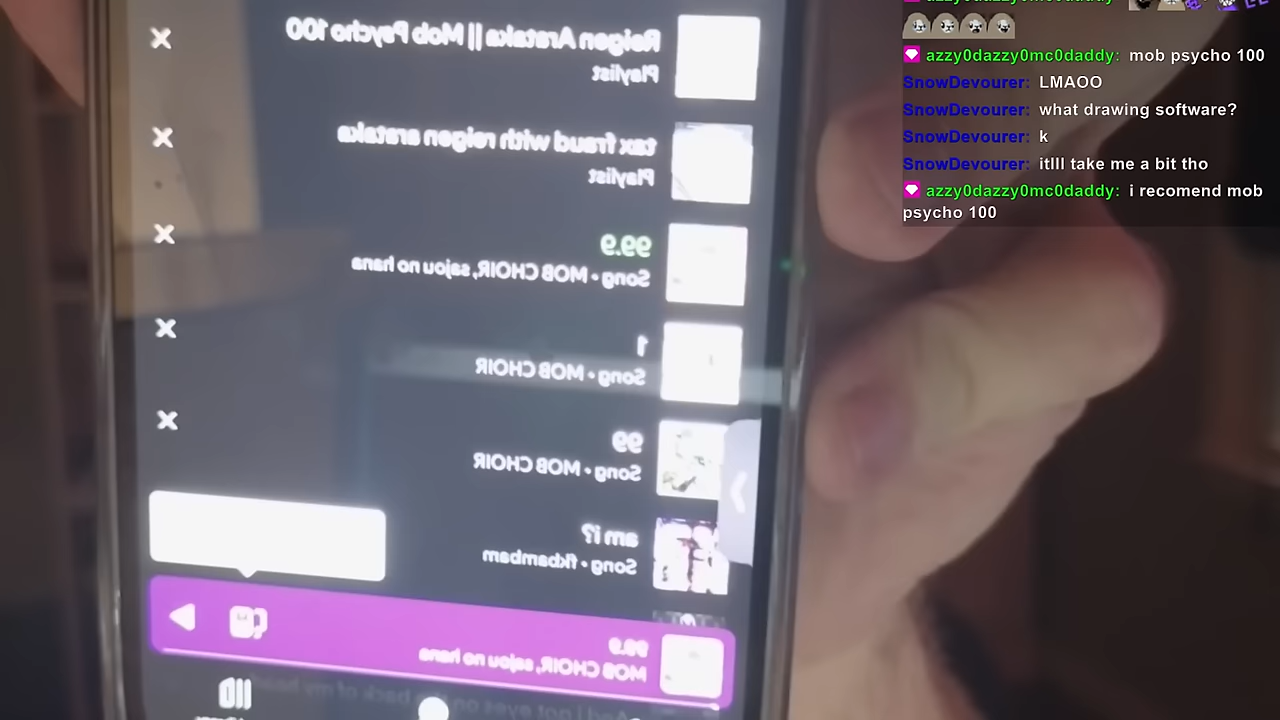 Reigen Arataka || Mob Psycho 100
Playlist
tax fraud with reigen arataka
Playlist
99.9
Song • MOB CHOIR, sajou no hana
1
Song • MOB CHOIR
99
Song • MOB CHOIR
am i?
Song • fkbambam
99.9
MOB CHOIR, sajou no hana
azzy0dazzy0mc0daddy: mob psycho 100
SnowDevourer: LMAOO
SnowDevourer: what drawing software?
SnowDevourer: k
SnowDevourer: itlll take me a bit tho
azzy0dazzy0mc0daddy: i recomend mob
psycho 100